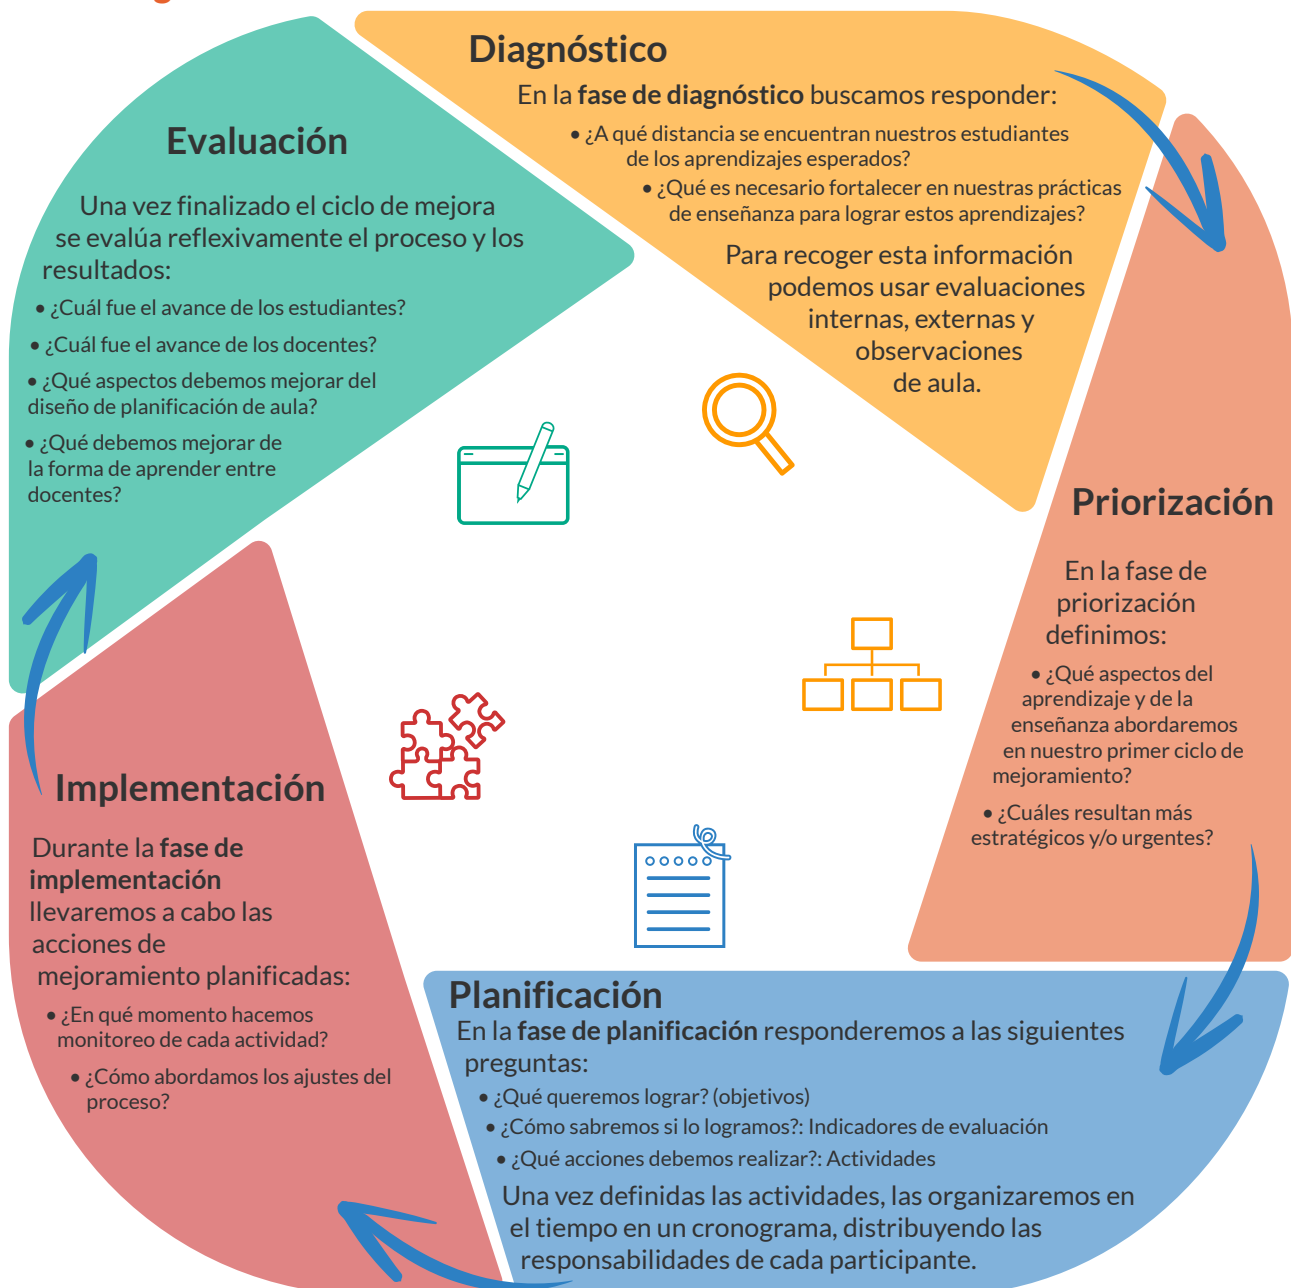 Diagnóstico
En la fase de diagnóstico buscamos responder:
• ¿A qué distancia se encuentran nuestros estudiantes
de los aprendizajes esperados?
• ¿Qué es necesario fortalecer en nuestras prácticas
de enseñanza para lograr estos aprendizajes?
Para recoger esta información
podemos usar evaluaciones
internas, externas y
observaciones
de aula.
Priorización
En la fase de
priorización
definimos:
• ¿Qué aspectos del
aprendizaje y de la
enseñanza abordaremos
en nuestro primer ciclo de
mejoramiento?
• ¿Cuáles resultan más
estratégicos y/o urgentes?
Planificación
En la fase de planificación responderemos a las siguientes
preguntas:
• ¿Qué queremos lograr? (objetivos)
• ¿Cómo sabremos si lo logramos?: Indicadores de evaluación
• ¿Qué acciones debemos realizar?: Actividades
Una vez definidas las actividades, las organizaremos en
el tiempo en un cronograma, distribuyendo las
responsabilidades de cada participante.
Implementación
Durante la fase de
implementación
llevaremos a cabo las
acciones de
mejoramiento planificadas:
• ¿En qué momento hacemos
monitoreo de cada actividad?
• ¿Cómo abordamos los ajustes del
proceso?
Evaluación
Una vez finalizado el ciclo de mejora
se evalúa reflexivamente el proceso y los
resultados:
• ¿Cuál fue el avance de los estudiantes?
• ¿Cuál fue el avance de los docentes?
• ¿Qué aspectos debemos mejorar del
diseño de planificación de aula?
• ¿Qué debemos mejorar de
la forma de aprender entre
docentes?